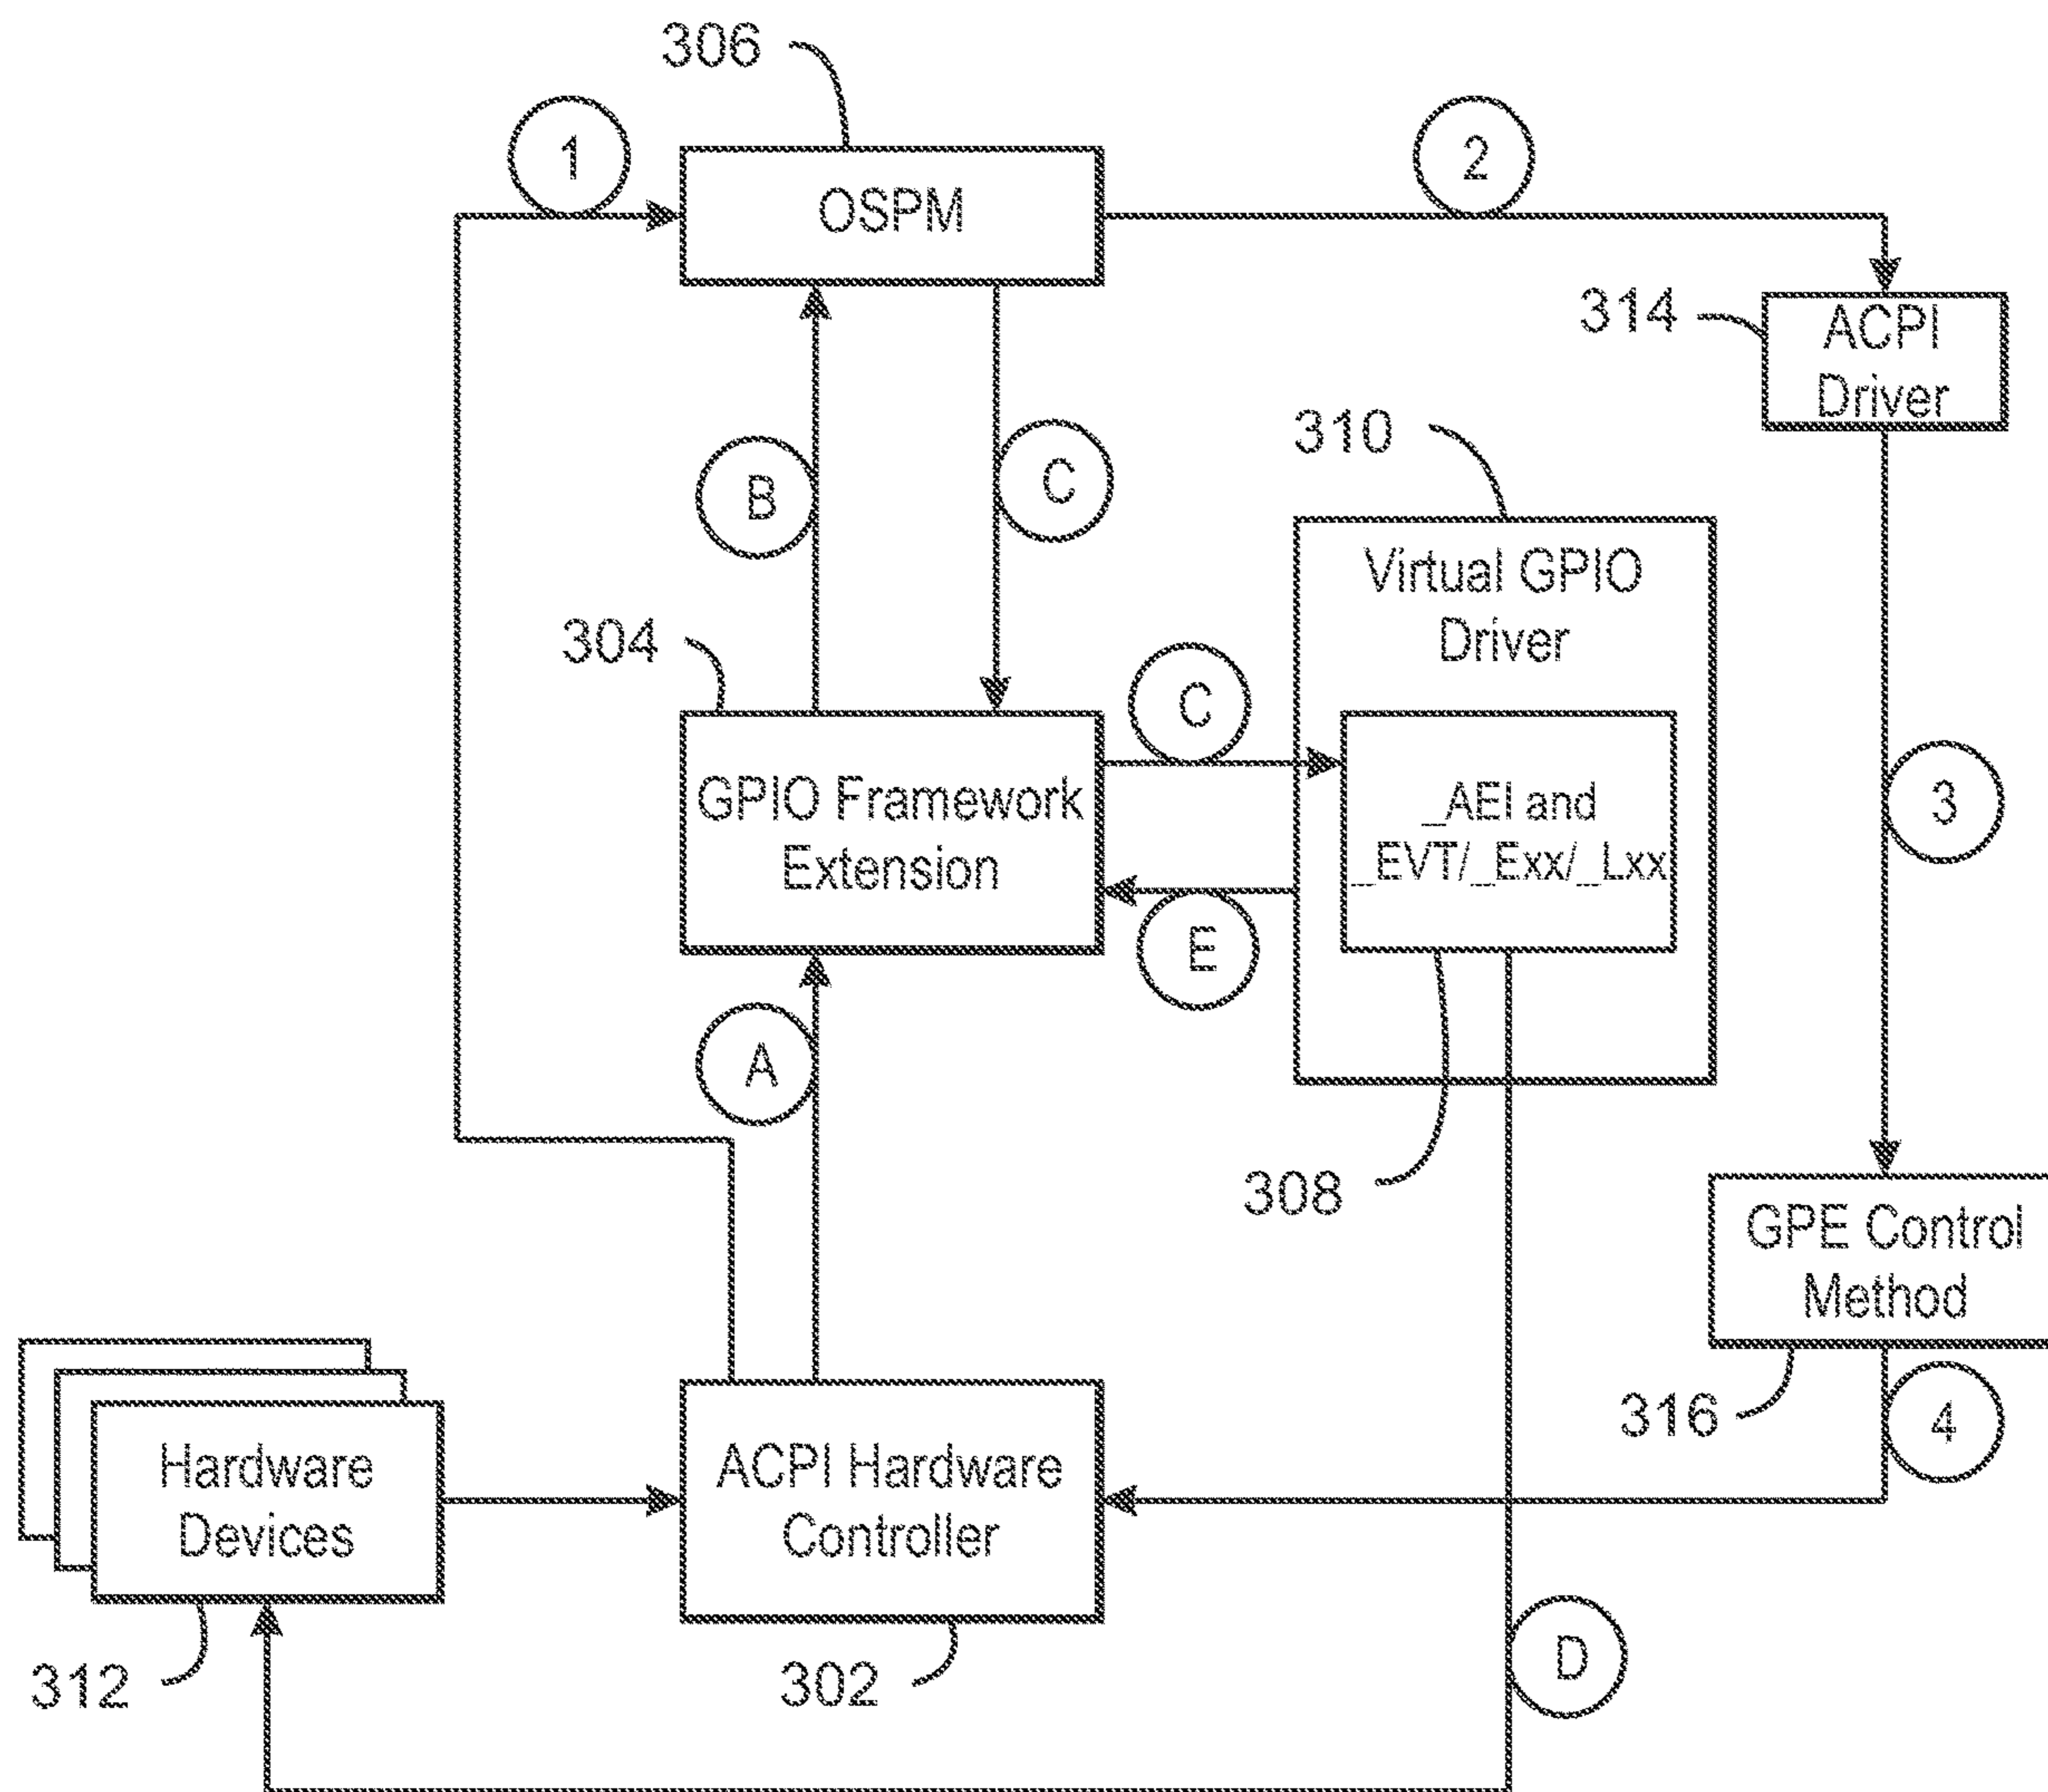 306
1
2
OSPM
314
ACPI
Driver
310
B
C
Virtual GPIO
Driver
304
C
GPIO Framework
Extension
_AEI and
_EVT/_Exx/_Lxx
3
E
A
308
GPE Control
Method
316
4
Hardware
Devices
ACPI Hardware
Controller
312
302
D